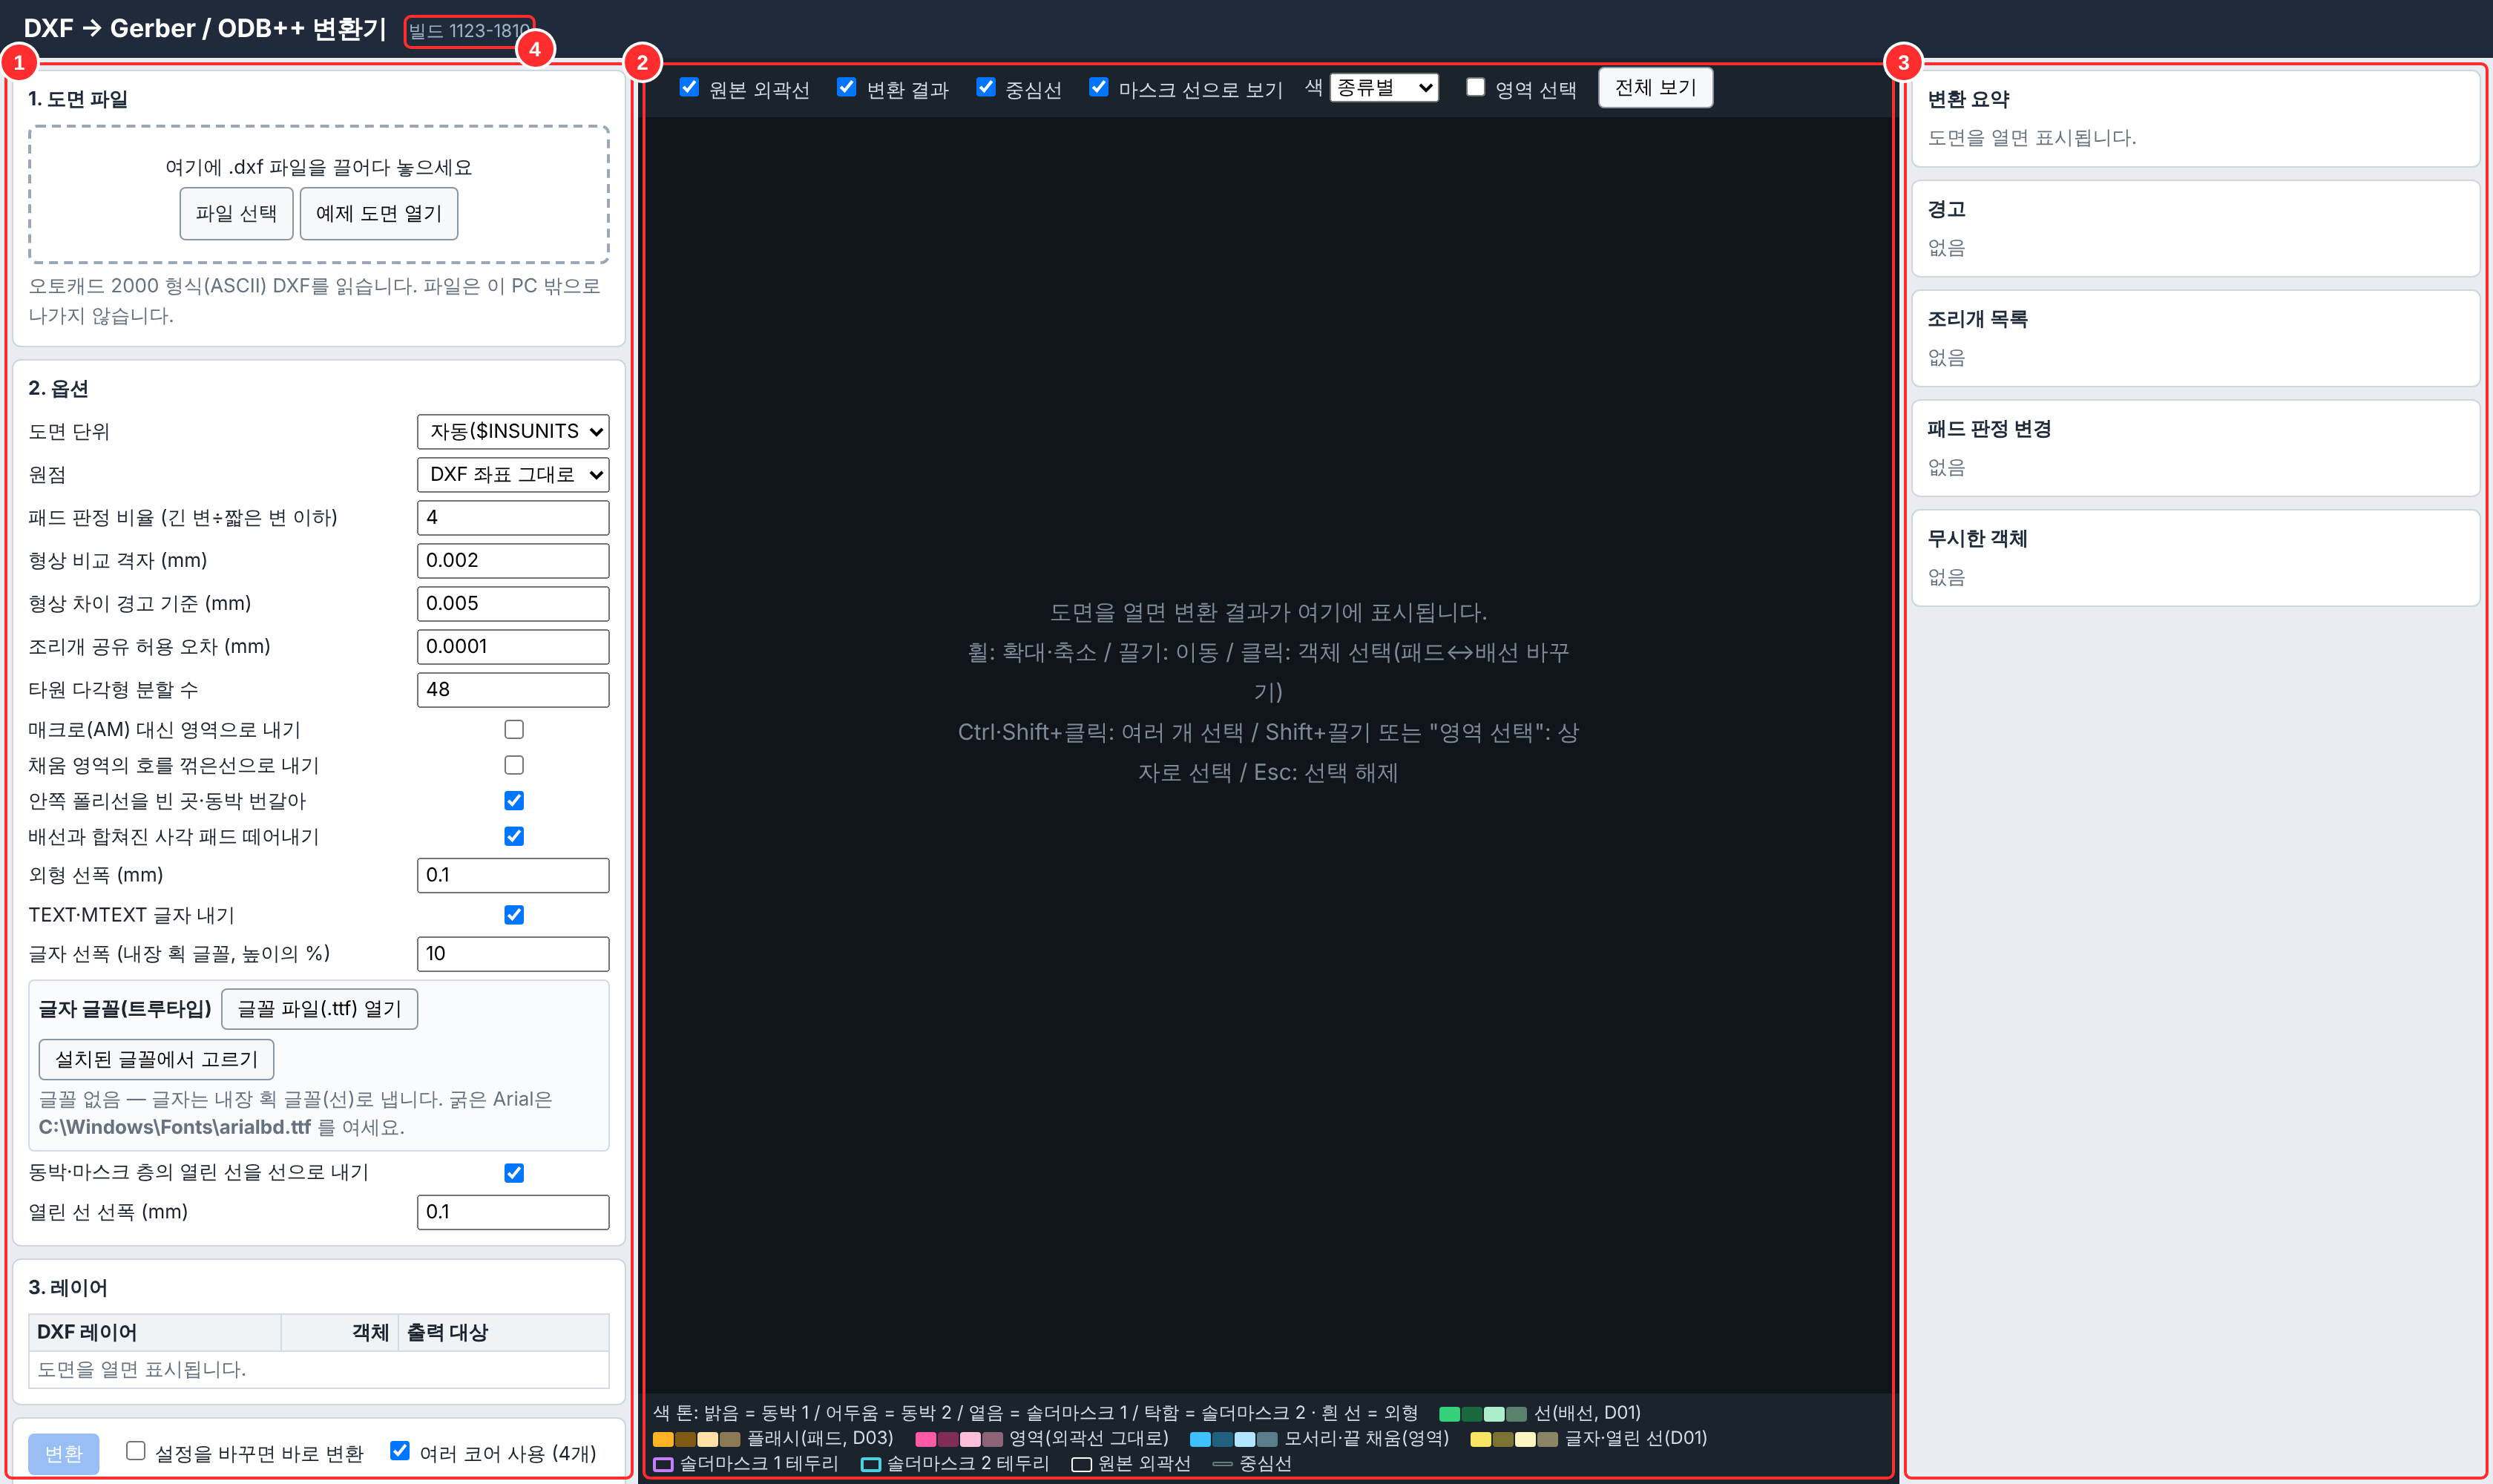 DXF → Gerber / ODB++ 변환기 빌드 1123-1810
4
1
2
3
1. 도면 파일
여기에 .dxf 파일을 끌어다 놓으세요
파일 선택 예제 도면 열기
오토캐드 2000 형식(ASCII) DXF를 읽습니다. 파일은 이 PC 밖으로
나가지 않습니다.
2. 옵션
도면 단위 자동($INSUNITS
원점 DXF 좌표 그대로
패드 판정 비율 (긴 변÷짧은 변 이하) 4
형상 비교 격자 (mm) 0.002
형상 차이 경고 기준 (mm) 0.005
조리개 공유 허용 오차 (mm) 0.0001
타원 다각형 분할 수 48
매크로(AM) 대신 영역으로 내기
채움 영역의 호를 꺾은선으로 내기
안쪽 폴리선을 빈 곳·동박 번갈아
배선과 합쳐진 사각 패드 떼어내기
외형 선폭 (mm) 0.1
TEXT·MTEXT 글자 내기
글자 선폭 (내장 획 글꼴, 높이의 %) 10
글자 글꼴(트루타입) 글꼴 파일(.ttf) 열기
설치된 글꼴에서 고르기
글꼴 없음 — 글자는 내장 획 글꼴(선)로 냅니다. 굵은 Arial은
C:\Windows\Fonts\arialbd.ttf 를 여세요.
동박·마스크 층의 열린 선을 선으로 내기
열린 선 선폭 (mm) 0.1
3. 레이어
DXF 레이어 객체 출력 대상
도면을 열면 표시됩니다.
변환 설정을 바꾸면 바로 변환 여러 코어 사용 (4개)
원본 외곽선 변환 결과 중심선 마스크 선으로 보기 색 종류별 영역 선택 전체 보기
도면을 열면 변환 결과가 여기에 표시됩니다.
휠: 확대·축소 / 끌기: 이동 / 클릭: 객체 선택(패드↔배선 바꾸
기)
Ctrl·Shift+클릭: 여러 개 선택 / Shift+끌기 또는 "영역 선택": 상
자로 선택 / Esc: 선택 해제
색 톤: 밝음 = 동박 1 / 어두움 = 동박 2 / 옅음 = 솔더마스크 1 / 탁함 = 솔더마스크 2 · 흰 선 = 외형 선(배선, D01)
플래시(패드, D03) 영역(외곽선 그대로) 모서리·끝 채움(영역) 글자·열린 선(D01)
솔더마스크 1 테두리 솔더마스크 2 테두리 원본 외곽선 중심선
변환 요약
도면을 열면 표시됩니다.
경고
없음
조리개 목록
없음
패드 판정 변경
없음
무시한 객체
없음